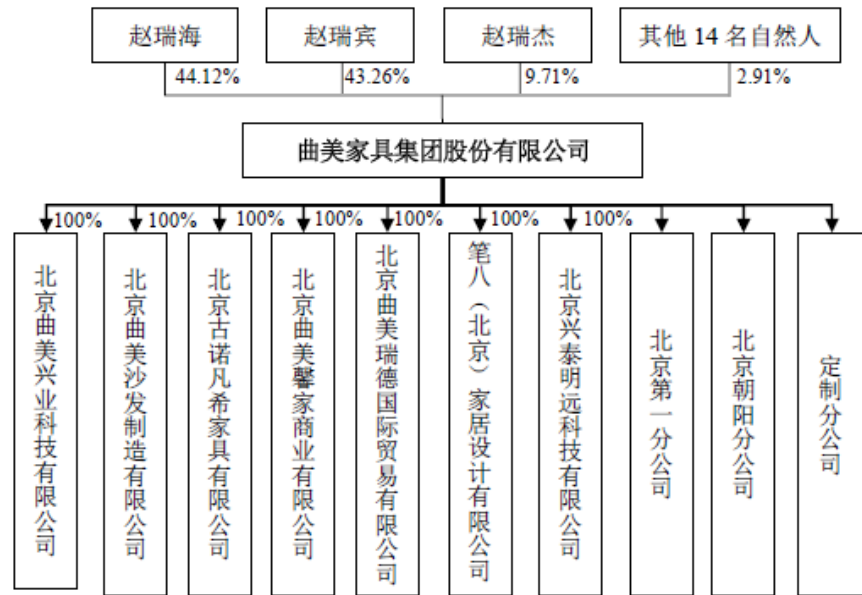 赵瑞海
赵瑞宾
赵瑞杰
其他 14 名自然人
44.12%
43.26%
9.71%
2.91%
曲美家具集团股份有限公司
100%
100%
100%
100%
100%
100%
100%
北京曲美兴业科技有限公司
北京曲美沙发制造有限公司
北京古诺凡希家具有限公司
北京曲美馨家商业有限公司
北京曲美瑞德国际贸易有限公司
笔八（北京）家居设计有限公司
北京兴泰明远科技有限公司
北京第一分公司
北京朝阳分公司
定制分公司